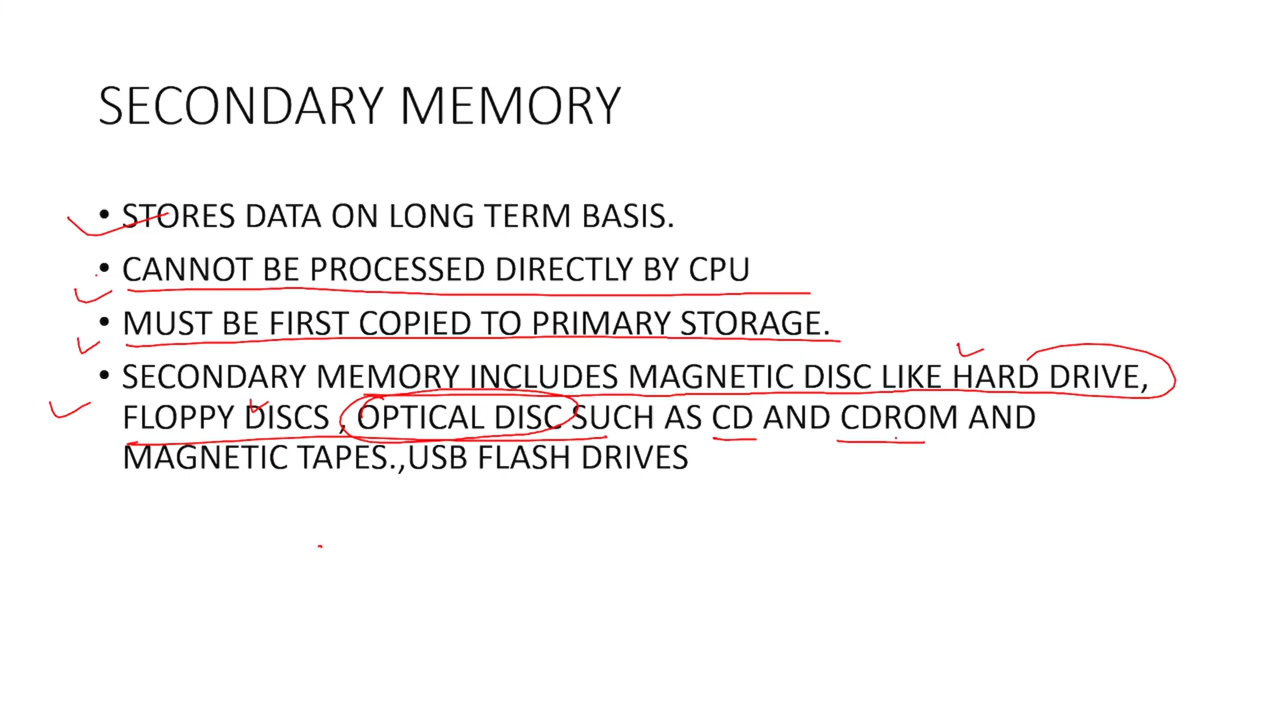 SECONDARY MEMORY
• STORES DATA ON LONG TERM BASIS.
• CANNOT BE PROCESSED DIRECTLY BY CPU
• MUST BE FIRST COPIED TO PRIMARY STORAGE.
• SECONDARY MEMORY INCLUDES MAGNETIC DISC LIKE HARD DRIVE,
FLOPPY DISCS , OPTICAL DISC SUCH AS CD AND CDROM AND
MAGNETIC TAPES.,USB FLASH DRIVES